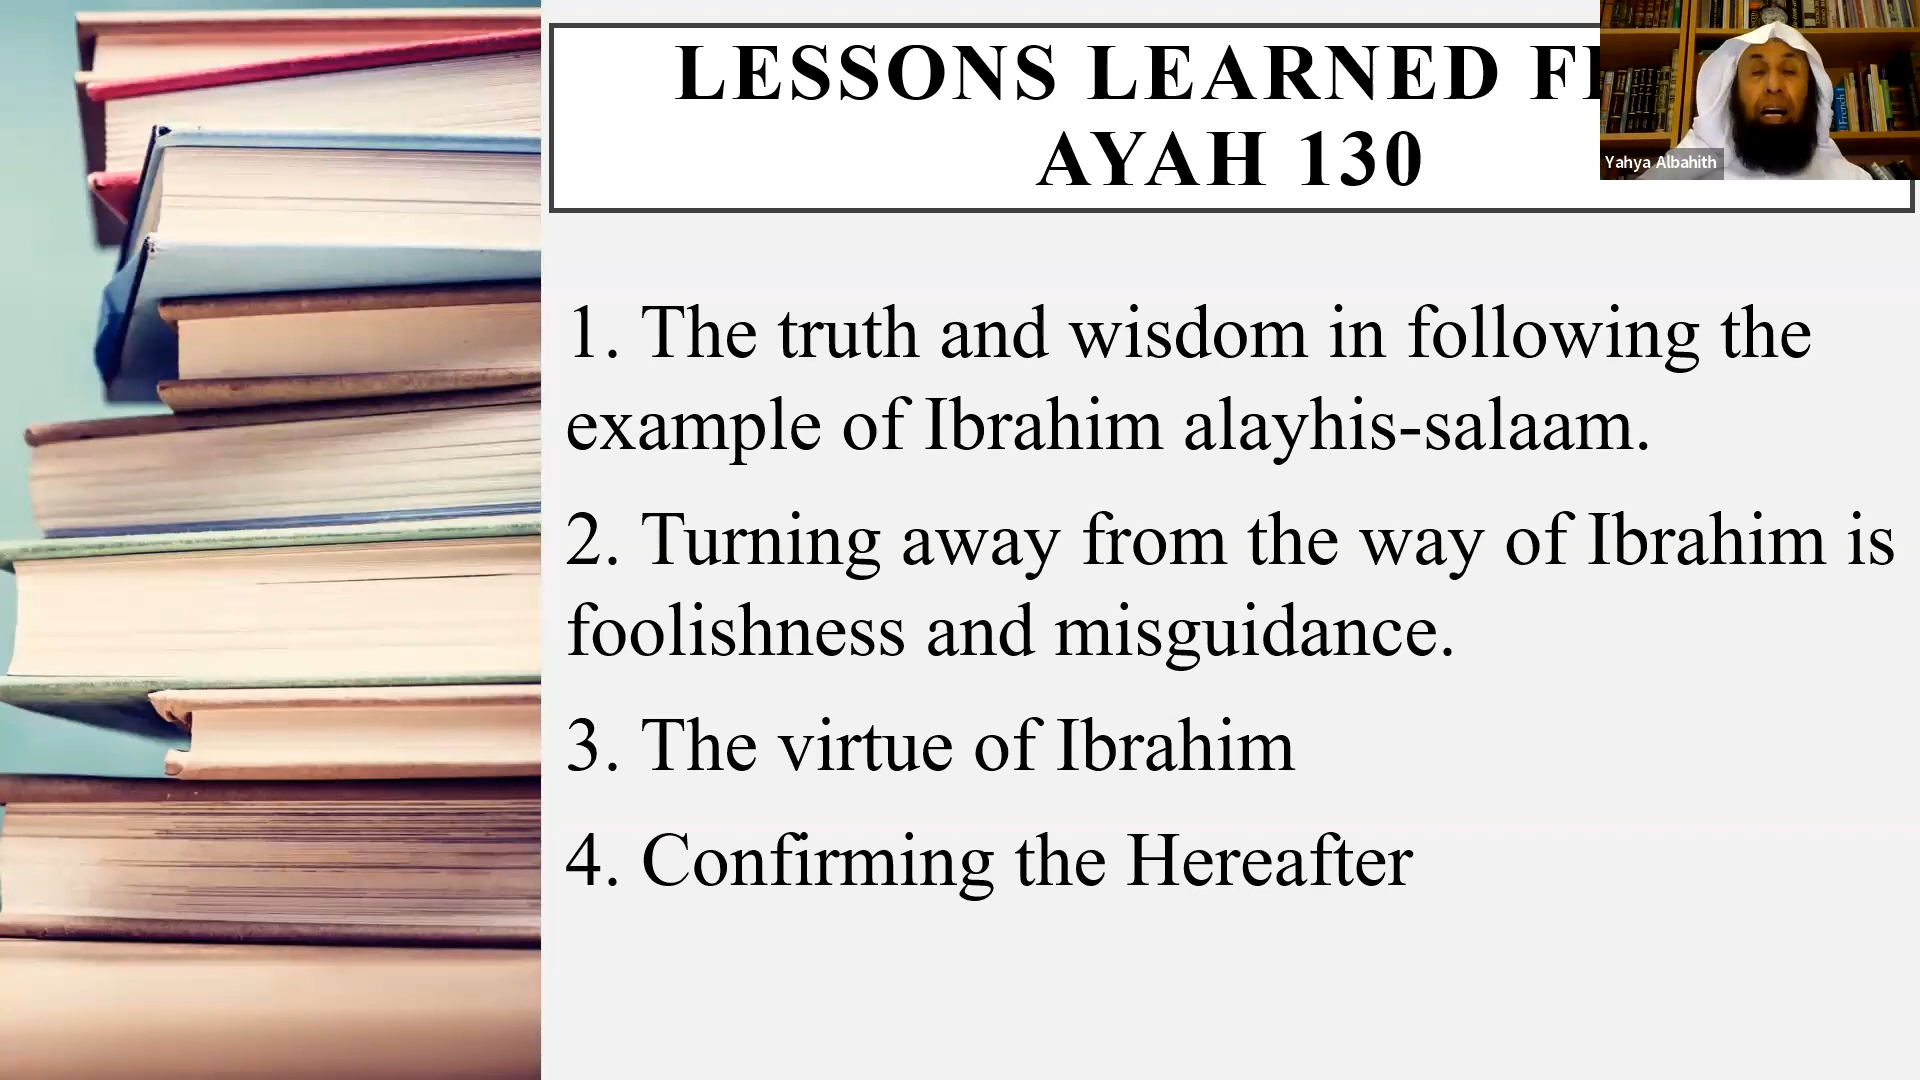 LESSONS LEARNED
AYAH 130
Yahya Albahith
1. The truth and wisdom in following the
example of Ibrahim alayhis-salaam.
2. Turning away from the way of Ibrahim is
foolishness and misguidance.
3. The virtue of Ibrahim
4. Confirming the Hereafter